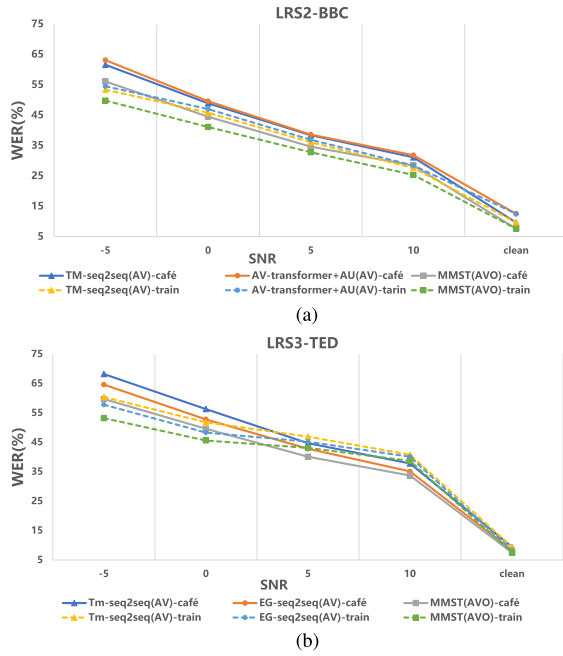 LRS2-BBC
75
65
55
45
35
25
15
5
WER(%)
-5 0 5 10 clean
SNR
TM-seq2seq(AV)-café AV-transformer+AU(AV)-café MMST(AVO)-café
TM-seq2seq(AV)-train AV-transformer+AU(AV)-tarin MMST(AVO)-train
(a)
LRS3-TED
75
65
55
45
35
25
15
5
WER(%)
-5 0 5 10 clean
SNR
Tm-seq2seq(AV)-café EG-seq2seq(AV)-café MMST(AVO)-café
Tm-seq2seq(AV)-train EG-seq2seq(AV)-train MMST(AVO)-train
(b)